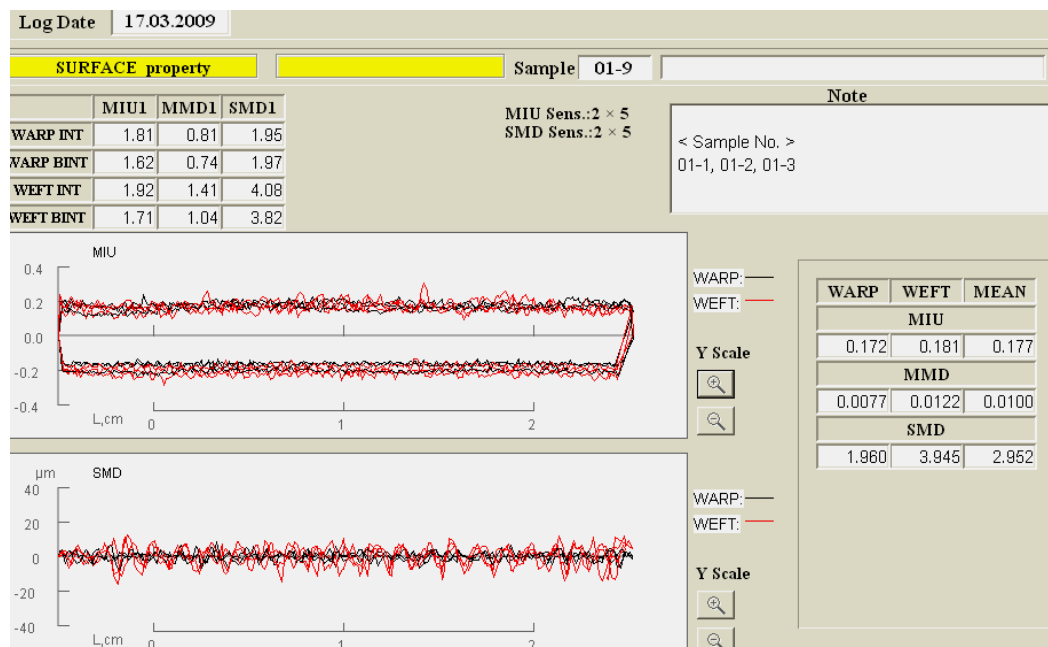 Log Date 17.03.2009
SURFACE property Sample 01-9
MIU1 MMD1 SMD1
WARP INT 1.81 0.81 1.95
WARP BINT 1.62 0.74 1.97
WEFT INT 1.92 1.41 4.08
WEFT BINT 1.71 1.04 3.82
MIU Sens.:2 × 5
SMD Sens.:2 × 5
Note
< Sample No. >
01-1, 01-2, 01-3
MIU
0.4
0.2
0.0
-0.2
-0.4
L,cm 0 1 2
WARP:
WEFT:
Y Scale
WARP WEFT MEAN
MIU
0.172 0.181 0.177
MMD
0.0077 0.0122 0.0100
SMD
1.960 3.945 2.952
µm SMD
40
20
0
-20
-40
L,cm 0 1 2
WARP:
WEFT:
Y Scale